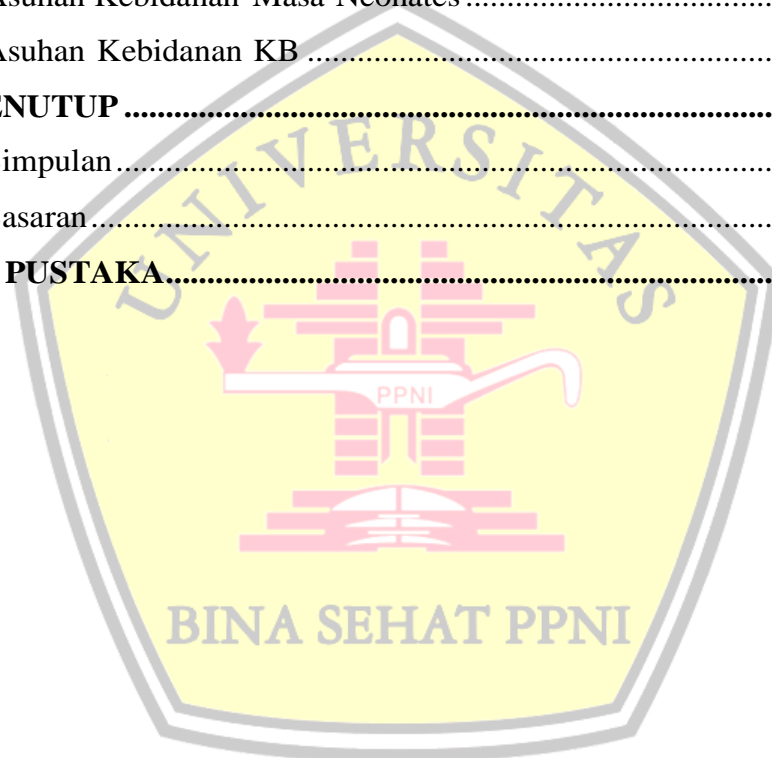 Asuhan Kebidanan Masa Neonates ........................................
Asuhan Kebidanan KB ................................................................
ENUTUP ........................................................................................
impulan ..........................................................................................
asaran .............................................................................................
PUSTAKA ......................................................................................
UNIVERSITAS
PPNI
BINA SEHAT PPNI